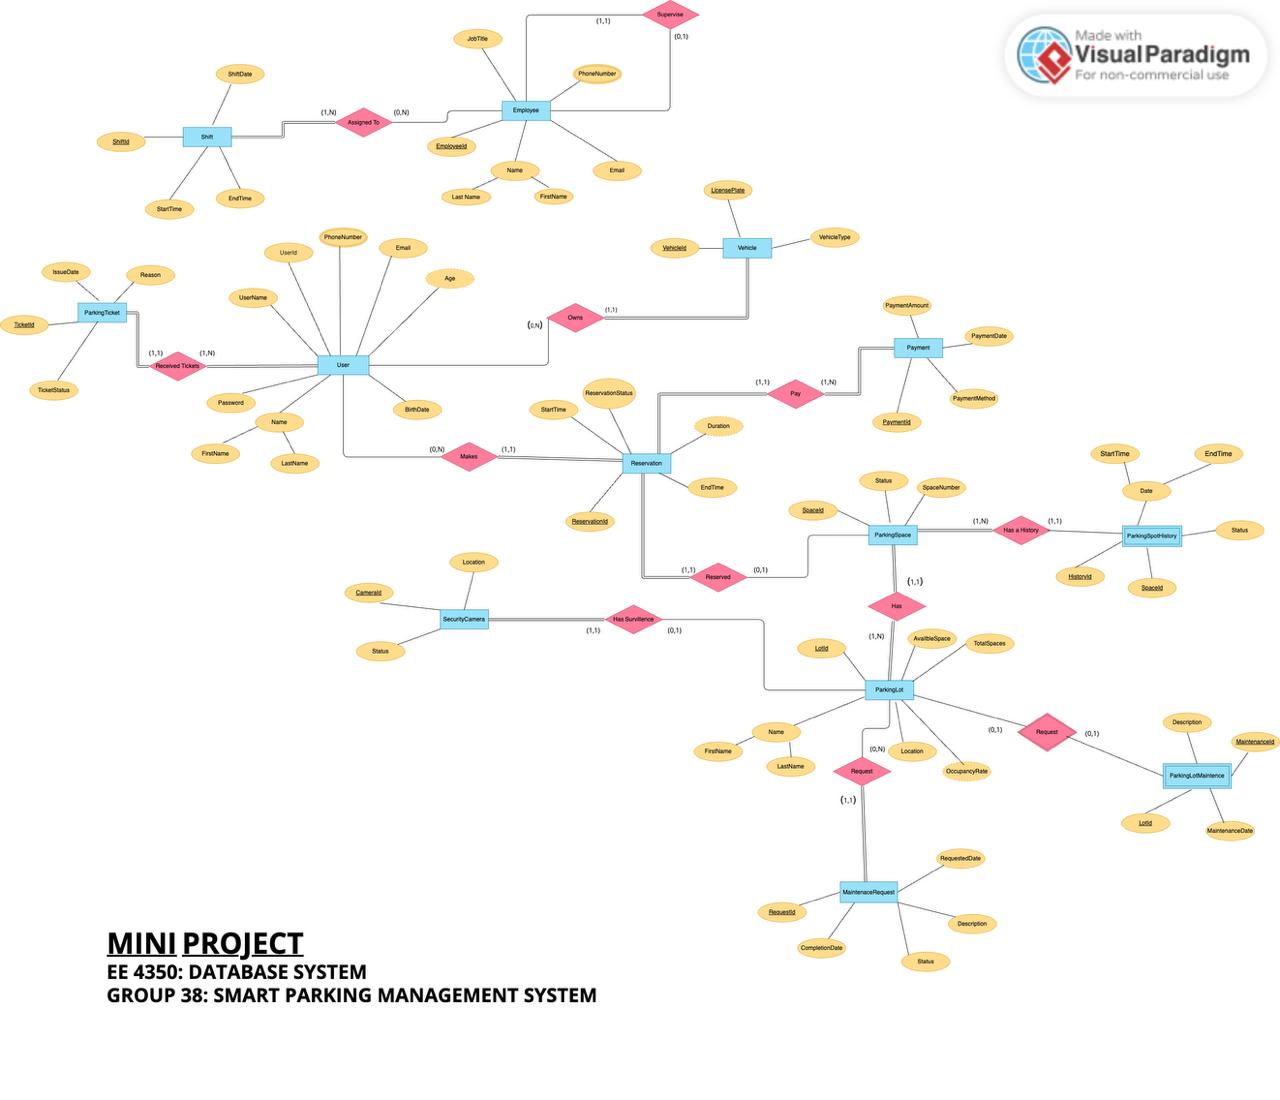 Supervise
(1,1)
(0,1)
JobTitle
PhoneNumber
Made with
Visual Paradigm
For non-commercial use
ShiftDate
Employee
(1,N)
(0,N)
Assigned To
Shift
ShiftId
EmployeeId
Name
Email
Last Name
FirstName
EndTime
StartTime
LicensePlate
VehicleId
Vehicle
VehicleType
PhoneNumber
UserId
Email
Age
UserName
IssueDate
Reason
ParkingTicket
TicketId
TicketStatus
(1,1)
(1,N)
Received Tickets
User
(0,N)
Owns
(1,1)
Password
BirthDate
Name
FirstName
LastName
PaymentAmount
PaymentDate
Payment
PaymentMethod
PaymentId
(1,1)
(1,N)
Pay
ReservationStatus
StartTime
Duration
(0,N)
Makes
(1,1)
Reservation
EndTime
ReservationId
Status
SpaceNumber
SpaceId
ParkingSpace
(1,N)
Has a History
(1,1)
StartTime
EndTime
Date
ParkingSpotHistory
Status
HistoryId
SpaceId
(1,1)
Reserved
(0,1)
(1,1)
Has
(1,N)
Location
CameraId
SecurityCamera
Status
(1,1)
Has Survillence
(0,1)
LotId
AvailbleSpace
TotalSpaces
ParkingLot
Name
FirstName
LastName
Location
OccupancyRate
(0,1)
Request
(0,1)
Description
MaintenanceId
ParkingLotMaintence
LotId
MaintenanceDate
(0,N)
Request
(1,1)
RequestedDate
MaintenaceRequest
RequestId
Description
CompletionDate
Status
MINI PROJECT
EE 4350: DATABASE SYSTEM
GROUP 38: SMART PARKING MANAGEMENT SYSTEM